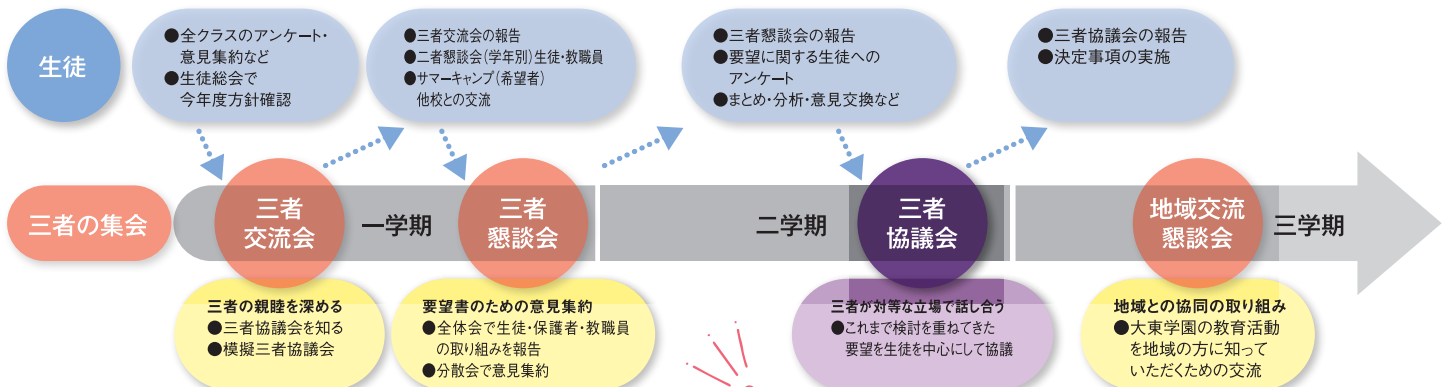 生徒
●全クラスのアンケート・
意見集約など
●生徒総会で
今年度方針確認
●三者交流会の報告
●二者懇談会(学年別)生徒・教職員
●サマーキャンプ(希望者)
他校との交流
●三者懇談会の報告
●要望に関する生徒への
アンケート
●まとめ・分析・意見交換など
●三者協議会の報告
●決定事項の実施
三者の集会
三者
交流会
一学期
三者
懇談会
二学期
三者
協議会
地域交流
懇談会
三学期
三者の親睦を深める
●三者協議会を知る
●模擬三者協議会
要望書のための意見集約
●全体会で生徒・保護者・教職員
の取り組みを報告
●分散会で意見集約
三者が対等な立場で話し合う
●これまで検討を重ねてきた
要望を生徒を中心にして協議
地域との協同の取り組み
●大東学園の教育活動
を地域の方に知って
いただくための交流